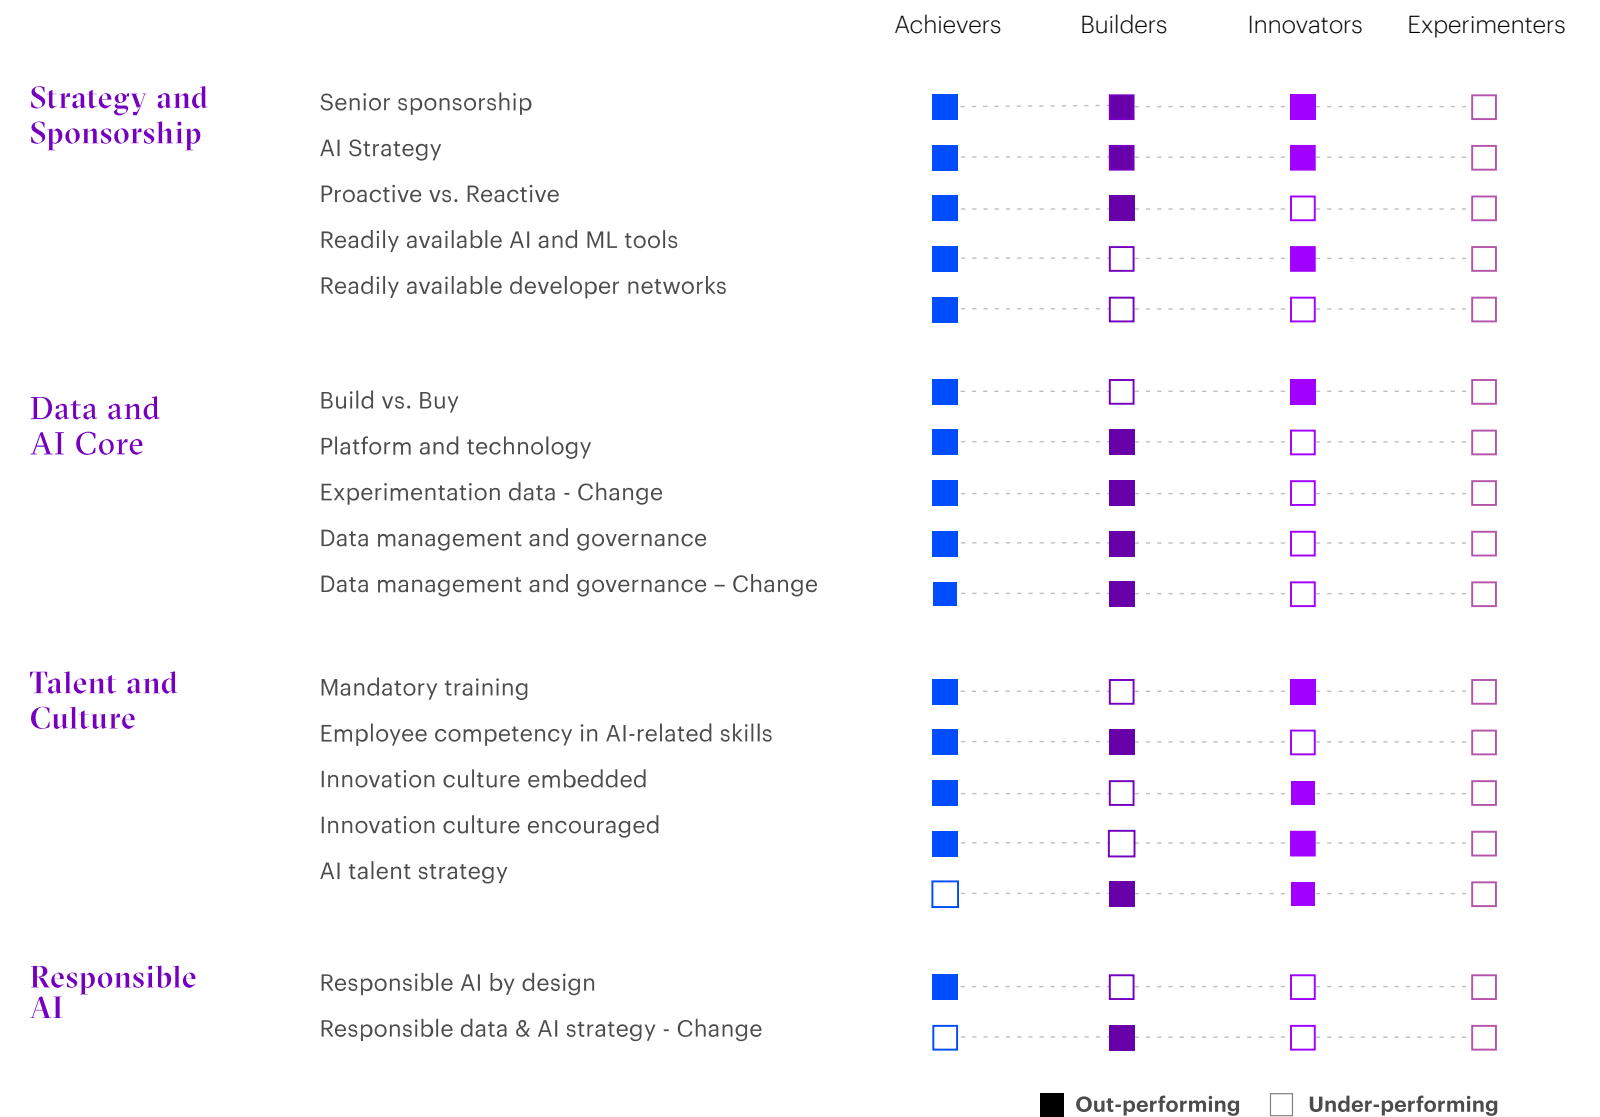 Achievers Builders Innovators Experimenters
Strategy and
Sponsorship
Senior sponsorship
AI Strategy
Proactive vs. Reactive
Readily available AI and ML tools
Readily available developer networks
Data and
AI Core
Build vs. Buy
Platform and technology
Experimentation data - Change
Data management and governance
Data management and governance – Change
Talent and
Culture
Mandatory training
Employee competency in AI-related skills
Innovation culture embedded
Innovation culture encouraged
AI talent strategy
Responsible
AI
Responsible AI by design
Responsible data & AI strategy - Change
Out-performing Under-performing